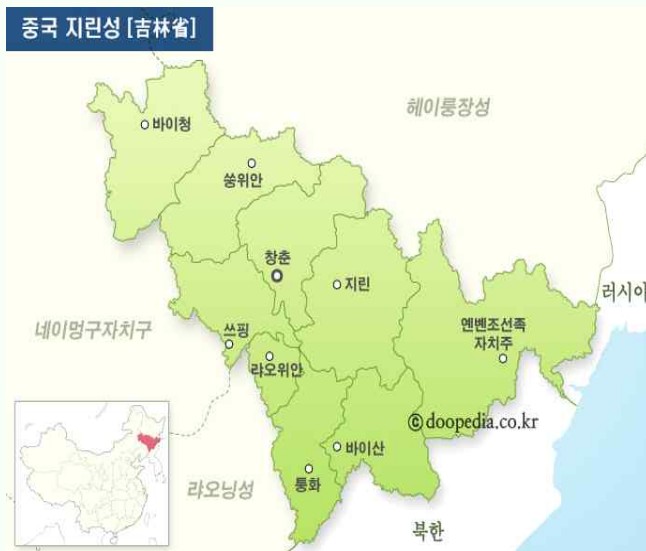 중국 지린성 [吉林省]
헤이룽장성
바이청
쑹위안
창춘
지린
러시아
옌볜조선족
자치주
네이멍구자치구
쓰핑
랴오위안
ⓒdoopedia.co.kr
바이산
퉁화
랴오닝성
북한